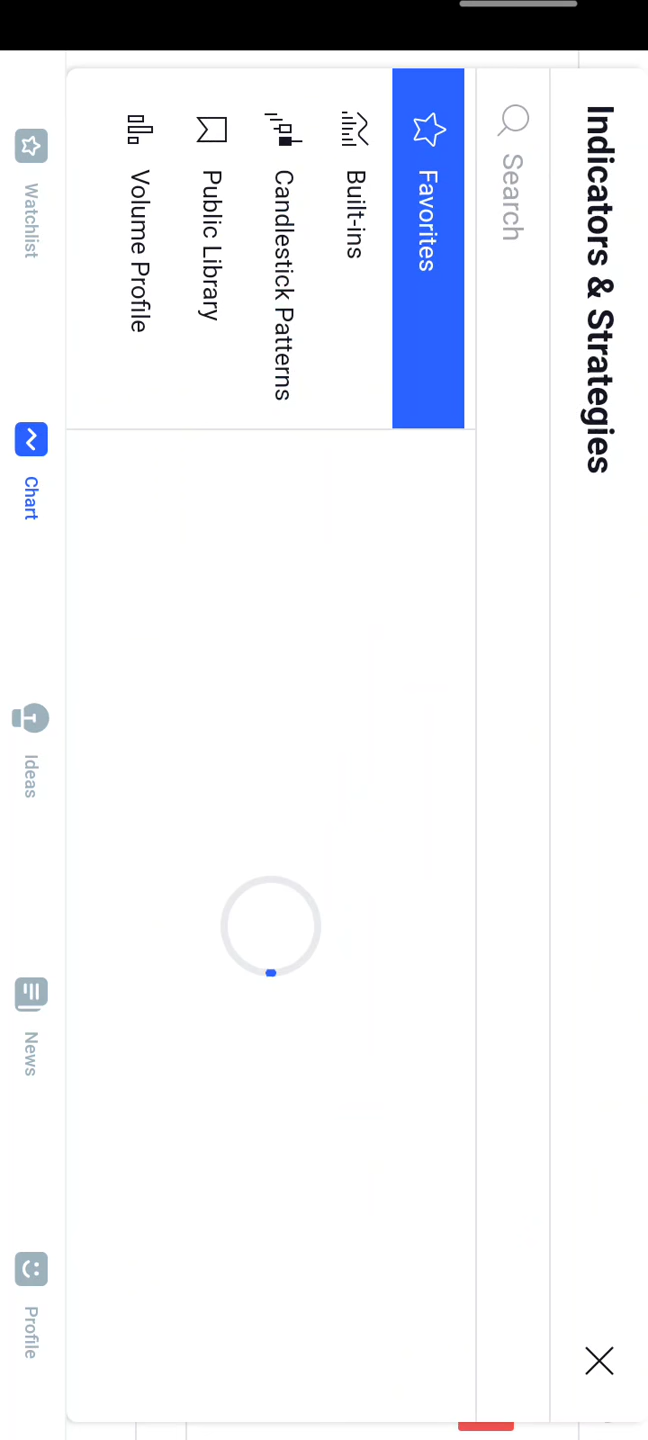 Indicators & Strategies
Search
Favorites
Built-ins
Candlestick Patterns
Public Library
Volume Profile
Watchlist
Chart
Ideas
News
Profile